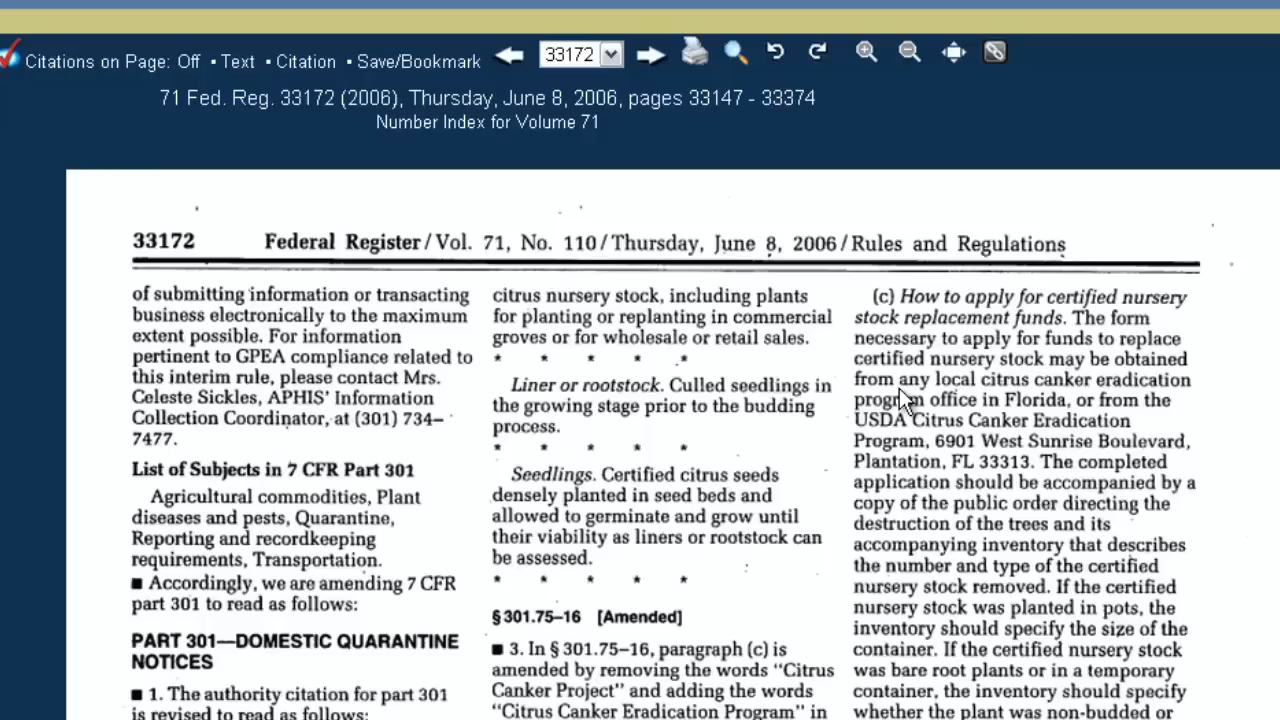 Citations on Page: Off ▪ Text ▪ Citation ▪ Save/Bookmark
33172
71 Fed. Reg. 33172 (2006), Thursday, June 8, 2006, pages 33147 - 33374
Number Index for Volume 71
33172 Federal Register/Vol. 71, No. 110/Thursday, June 8, 2006/Rules and Regulations
of submitting information or transacting
business electronically to the maximum
extent possible. For information
pertinent to GPEA compliance related to
this interim rule, please contact Mrs.
Celeste Sickles, APHIS' Information
Collection Coordinator, at (301) 734–
7477.
List of Subjects in 7 CFR Part 301
Agricultural commodities, Plant
diseases and pests, Quarantine,
Reporting and recordkeeping
requirements, Transportation.
■ Accordingly, we are amending 7 CFR
part 301 to read as follows:
PART 301—DOMESTIC QUARANTINE
NOTICES
■ 1. The authority citation for part 301
is revised to read as follows:
citrus nursery stock, including plants
for planting or replanting in commercial
groves or for wholesale or retail sales.
* * * * *
Liner or rootstock. Culled seedlings in
the growing stage prior to the budding
process.
* * * * *
Seedlings. Certified citrus seeds
densely planted in seed beds and
allowed to germinate and grow until
their viability as liners or rootstock can
be assessed.
* * * * *
§ 301.75–16 [Amended]
■ 3. In § 301.75–16, paragraph (c) is
amended by removing the words "Citrus
Canker Project" and adding the words
"Citrus Canker Eradication Program" in
(c) How to apply for certified nursery
stock replacement funds. The form
necessary to apply for funds to replace
certified nursery stock may be obtained
from any local citrus canker eradication
program office in Florida, or from the
USDA Citrus Canker Eradication
Program, 6901 West Sunrise Boulevard,
Plantation, FL 33313. The completed
application should be accompanied by a
copy of the public order directing the
destruction of the trees and its
accompanying inventory that describes
the number and type of the certified
nursery stock removed. If the certified
nursery stock was planted in pots, the
inventory should specify the size of the
container. If the certified nursery stock
was bare root plants or in a temporary
container, the inventory should specify
whether the plant was non-budded or